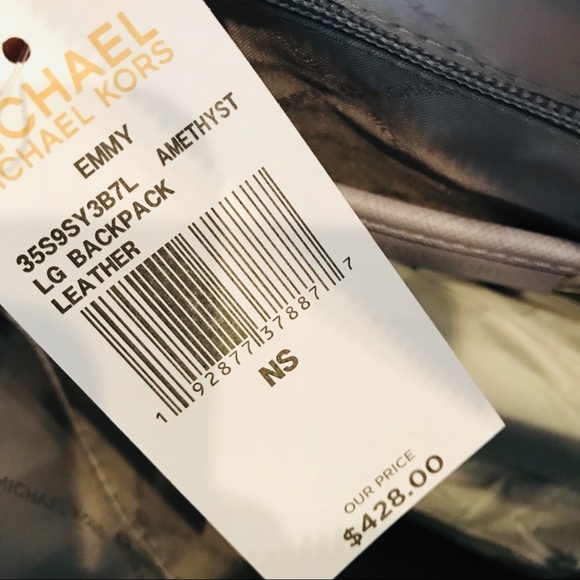 MICHAEL
MICHAEL KORS
EMMY
35S9SY3B7L AMETHYST
LG BACKPACK
LEATHER
1 92877 37887 7
NS
OUR PRICE
$428.00